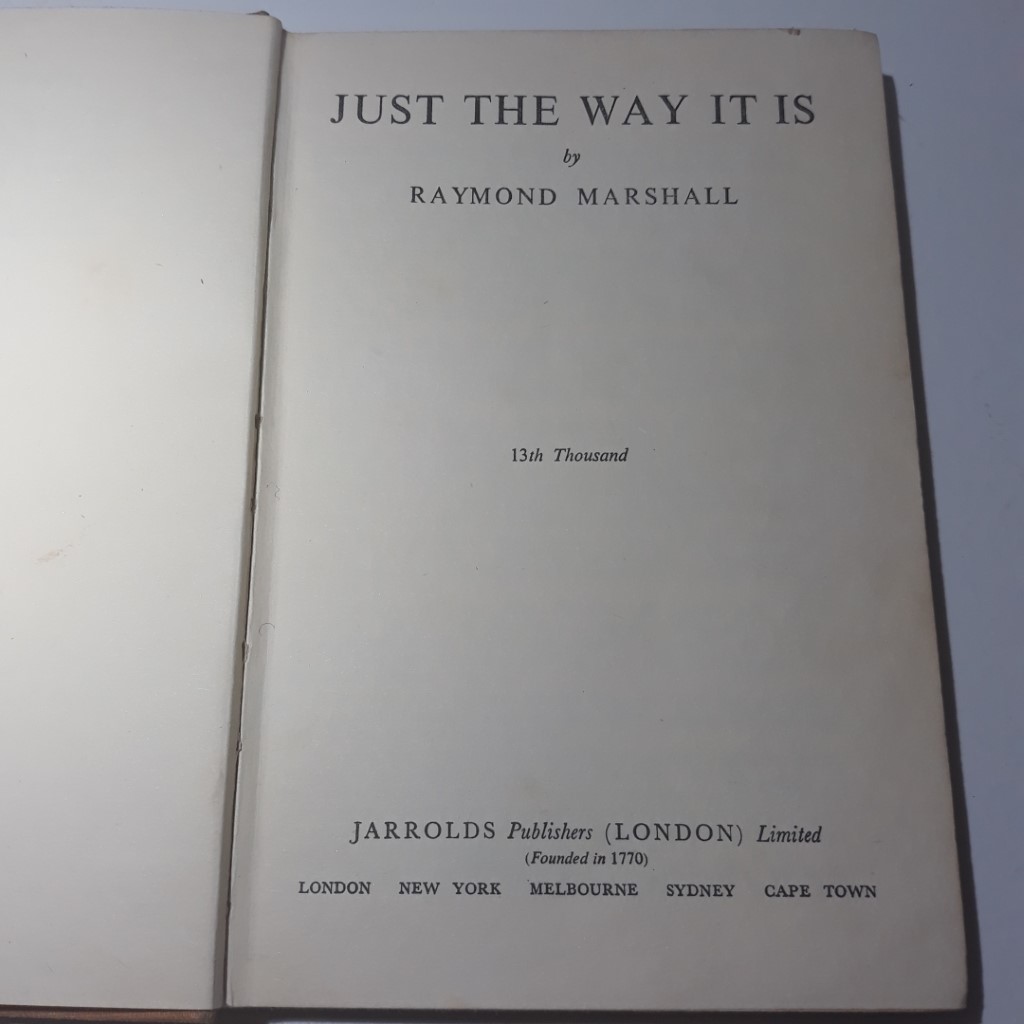 JUST THE WAY IT IS
by
RAYMOND MARSHALL
13th Thousand
JARROLDS Publishers (LONDON) Limited
(Founded in 1770)
LONDON NEW YORK MELBOURNE SYDNEY CAPE TOWN